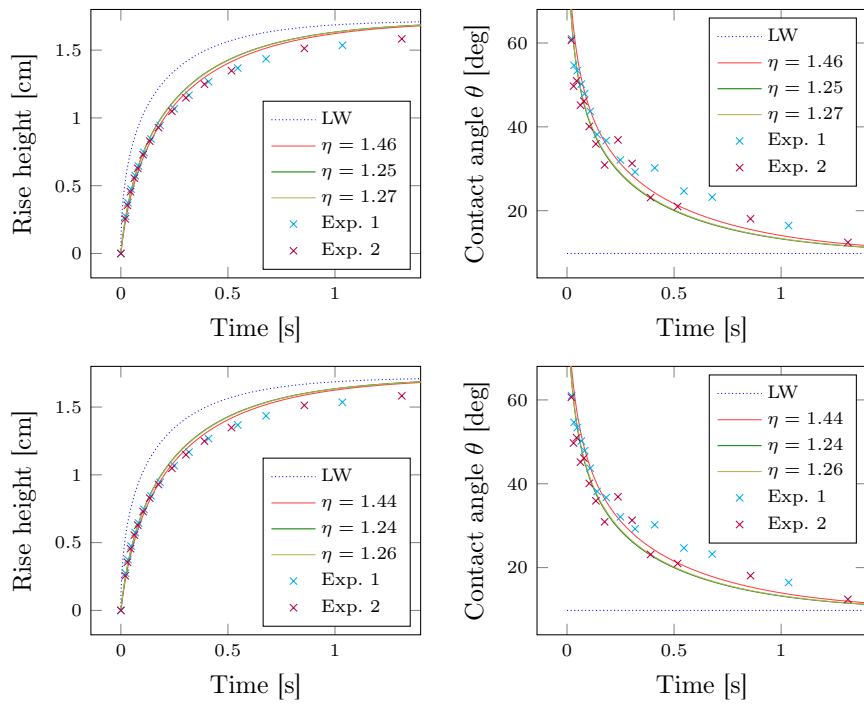 0
0.5
1
1.5
Rise height [cm]
0
0.5
1
Time [s]
LW
η = 1.46
η = 1.25
η = 1.27
Exp. 1
Exp. 2
20
40
60
Contact angle θ [deg]
0
0.5
1
Time [s]
LW
η = 1.46
η = 1.25
η = 1.27
Exp. 1
Exp. 2
0
0.5
1
1.5
Rise height [cm]
0
0.5
1
Time [s]
LW
η = 1.44
η = 1.24
η = 1.26
Exp. 1
Exp. 2
20
40
60
Contact angle θ [deg]
0
0.5
1
Time [s]
LW
η = 1.44
η = 1.24
η = 1.26
Exp. 1
Exp. 2